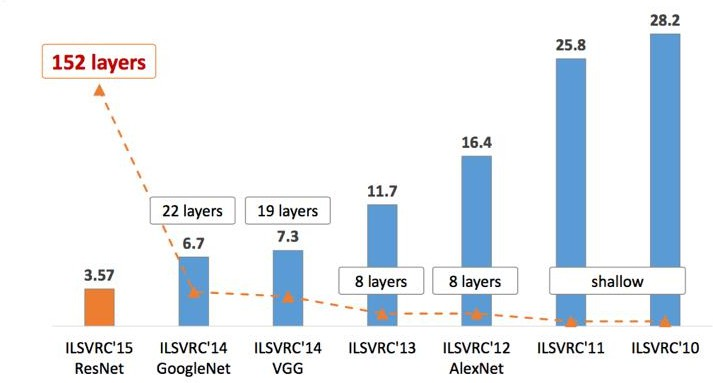 28.2
25.8
152 layers
16.4
11.7
22 layers
19 layers
7.3
6.7
3.57
8 layers
8 layers
shallow
ILSVRC'15
ResNet
ILSVRC'14
GoogleNet
ILSVRC'14
VGG
ILSVRC'13
ILSVRC'12
AlexNet
ILSVRC'11
ILSVRC'10